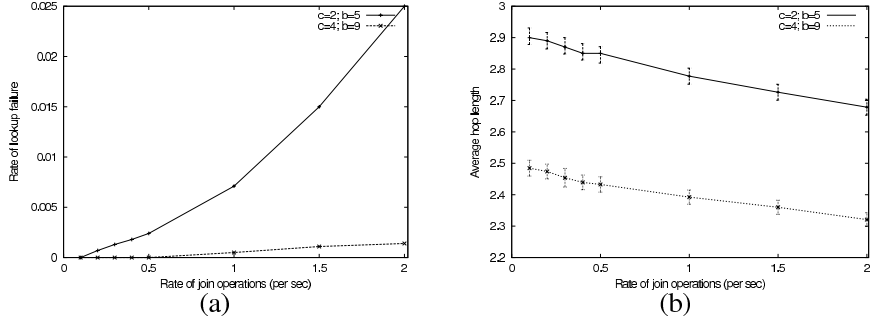 0.025
0.02
0.015
0.01
0.005
0
0 0.5 1 1.5 2
Rate of lookup failure
Rate of join operations (per sec)
c=2; b=5
c=4; b=9
(a)
3
2.9
2.8
2.7
2.6
2.5
2.4
2.3
2.2
0 0.5 1 1.5 2
Average hop length
Rate of join operations (per sec)
c=2; b=5
c=4; b=9
(b)